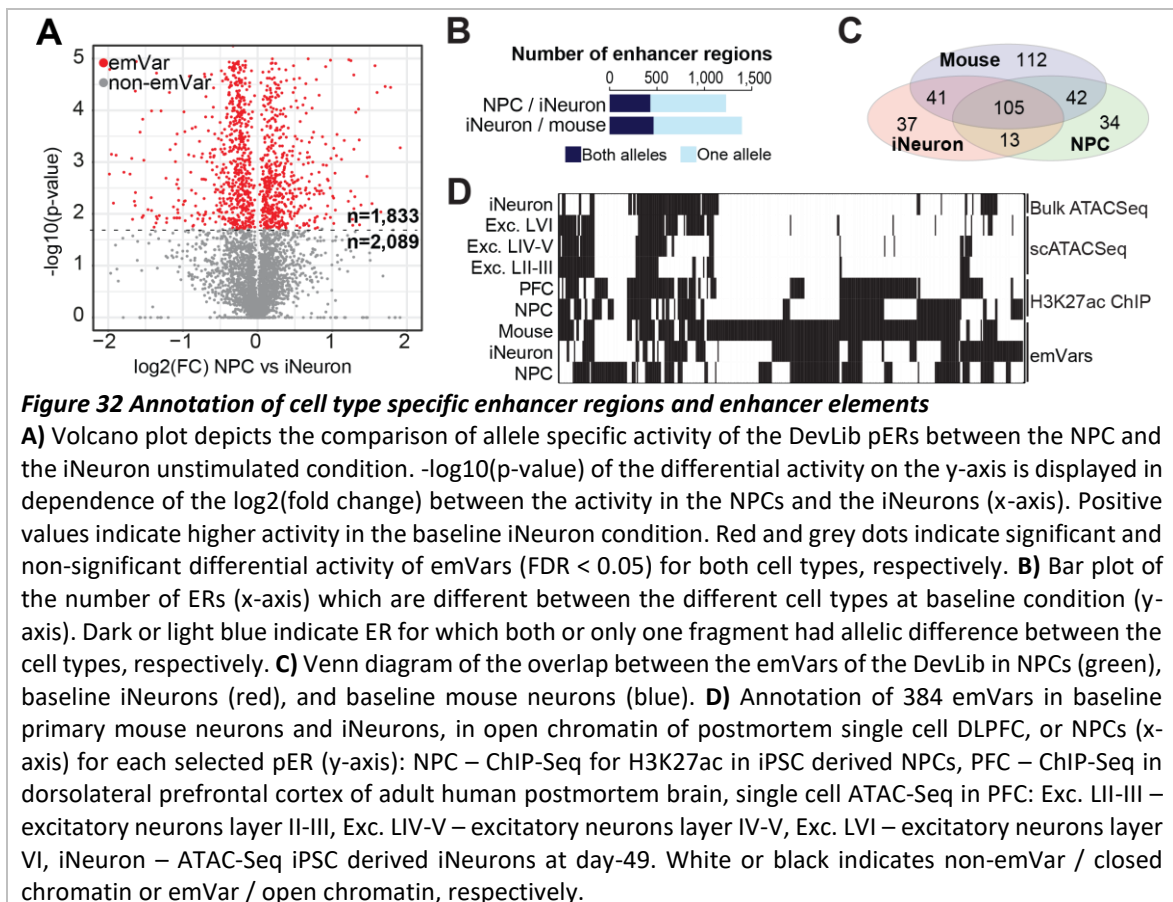 A
emVar
non-emVar
5
4
3
2
1
0
-log10(p-value)
n=1,833
n=2,089
−2
−1
0
1
2
log2(FC) NPC vs iNeuron
B
Number of enhancer regions
0 500 1,000 1,500
NPC / iNeuron
iNeuron / mouse
Both alleles One allele
C
Mouse 112
41 42
105
37 34
iNeuron 13 NPC
D
iNeuron
Exc. LVI
Exc. LIV-V
Exc. LII-III
PFC
NPC
Mouse
iNeuron
NPC
Bulk ATACSeq
scATACSeq
H3K27ac ChIP
emVars
Figure 32 Annotation of cell type specific enhancer regions and enhancer elements
A) Volcano plot depicts the comparison of allele specific activity of the DevLib pERs between the NPC and
the iNeuron unstimulated condition. -log10(p-value) of the differential activity on the y-axis is displayed in
dependence of the log2(fold change) between the activity in the NPCs and the iNeurons (x-axis). Positive
values indicate higher activity in the baseline iNeuron condition. Red and grey dots indicate significant and
non-significant differential activity of emVars (FDR < 0.05) for both cell types, respectively. B) Bar plot of
the number of ERs (x-axis) which are different between the different cell types at baseline condition (y-
axis). Dark or light blue indicate ER for which both or only one fragment had allelic difference between the
cell types, respectively. C) Venn diagram of the overlap between the emVars of the DevLib in NPCs (green),
baseline iNeurons (red), and baseline mouse neurons (blue). D) Annotation of 384 emVars in baseline
primary mouse neurons and iNeurons, in open chromatin of postmortem single cell DLPFC, or NPCs (x-
axis) for each selected pER (y-axis): NPC – ChIP-Seq for H3K27ac in iPSC derived NPCs, PFC – ChIP-Seq in
dorsolateral prefrontal cortex of adult human postmortem brain, single cell ATAC-Seq in PFC: Exc. LII-III –
excitatory neurons layer II-III, Exc. LIV-V – excitatory neurons layer IV-V, Exc. LVI – excitatory neurons layer
VI, iNeuron – ATAC-Seq iPSC derived iNeurons at day-49. White or black indicates non-emVar / closed
chromatin or emVar / open chromatin, respectively.